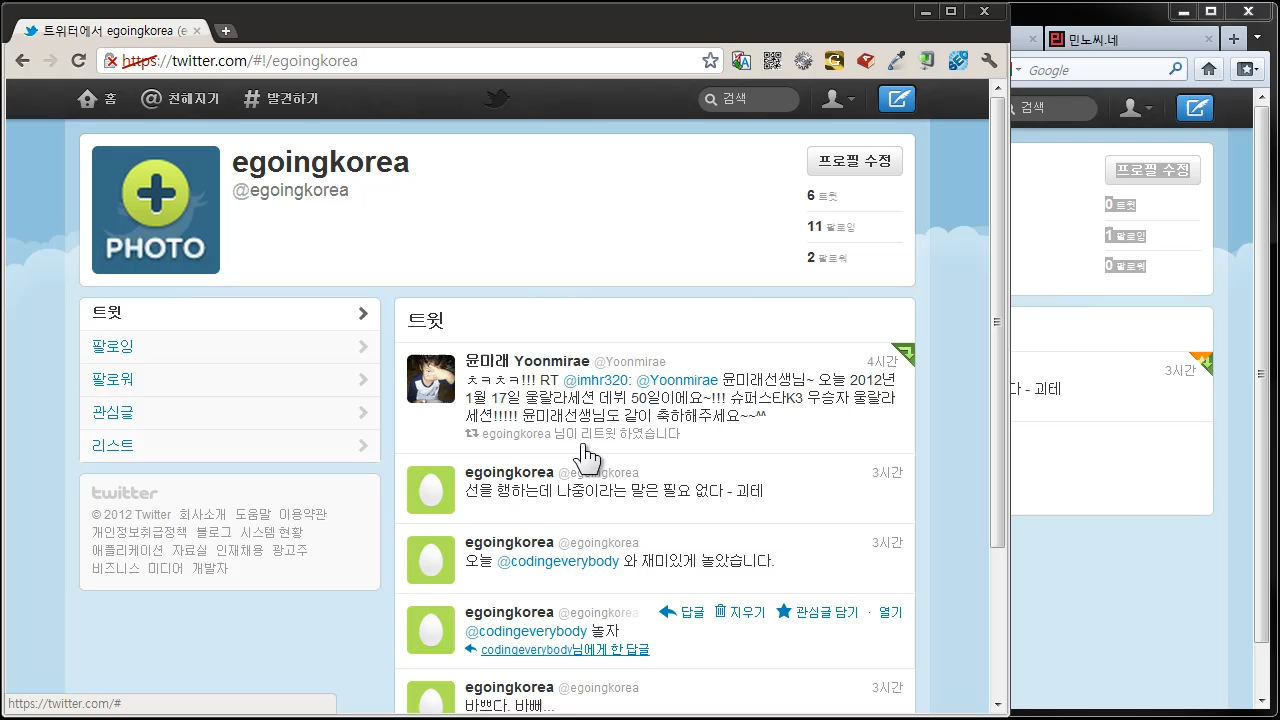 트위터에서 egoingkorea (e
민노씨.네
https://twitter.com/#!/egoingkorea
Google
홈
친해지기
발견하기
검색
검색
PHOTO
egoingkorea
@egoingkorea
프로필 수정
6 트윗
11 팔로잉
2 팔로워
프로필 수정
0 트윗
1 팔로잉
0 팔로워
트윗
팔로잉
팔로워
관심글
리스트
twitter
© 2012 Twitter 회사소개 도움말 이용약관
개인정보취급정책 블로그 시스템 현황
애플리케이션 자료실 인재채용 광고주
비즈니스 미디어 개발자
트윗
윤미래 Yoonmirae @Yoonmirae 4시간
ㅊㅋㅊㅋ!!! RT @imhr320: @Yoonmirae 윤미래선생님~ 오늘 2012년
1월 17일 울랄라세션 데뷔 50일이에요~!!! 슈퍼스타K3 우승자 울랄라
세션!!!!! 윤미래선생님도 같이 축하해주세요~~^^
egoingkorea 님이 리트윗 하였습니다
egoingkorea @egoingkorea 3시간
선을 행하는데 나중이라는 말은 필요 없다 - 괴테
egoingkorea @egoingkorea 3시간
오늘 @codingeverybody 와 재미있게 놀았습니다.
egoingkorea @egoingkorea 답글 지우기 관심글 담기 · 열기
@codingeverybody 놀자
codingeverybody님에게 한 답글
egoingkorea @egoingkorea 3시간
바쁘다. 바뻐...
3시간
다 - 괴테
https://twitter.com/#